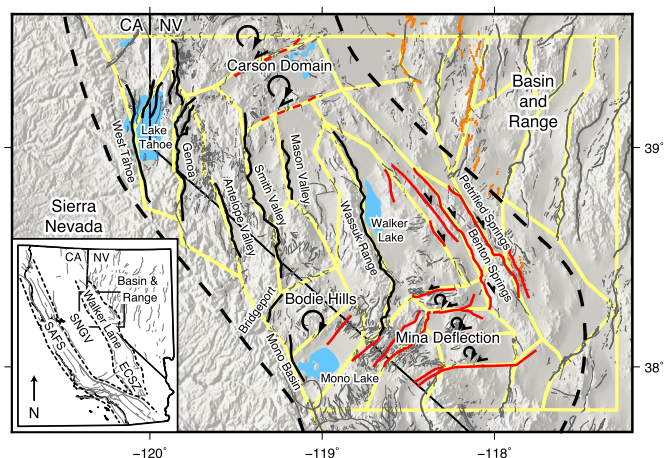 CA NV
Carson Domain
Basin
and
Range
39°
West Tahoe
Lake
Tahoe
Genoa
Antelope Valley
Smith Valley
Mason Valley
Wassuk Range
Walker
Lake
Petrified Springs
Benton Springs
Sierra
Nevada
Bridgeport
Bodie Hills
Mina Deflection
Mono Basin
Mono Lake
38°
CA NV
Basin &
Range
Walker Lane
SNGV
SAFS
ECSZ
N
−120°
−119°
−118°